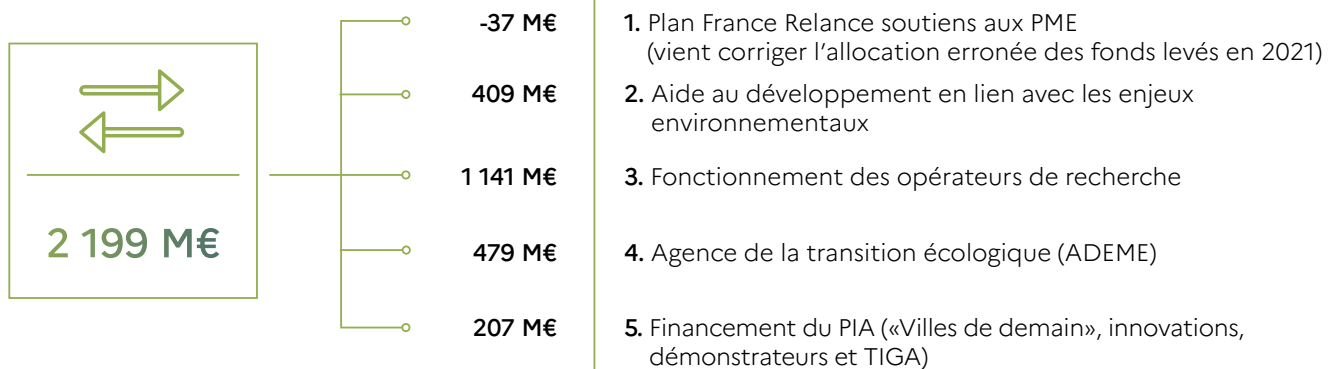 2 199 M€
-37 M€ 1. Plan France Relance soutiens aux PME
(vient corriger l’allocation erronée des fonds levés en 2021)
409 M€ 2. Aide au développement en lien avec les enjeux
environnementaux
1 141 M€ 3. Fonctionnement des opérateurs de recherche
479 M€ 4. Agence de la transition écologique (ADEME)
207 M€ 5. Financement du PIA («Villes de demain», innovations,
démonstrateurs et TIGA)